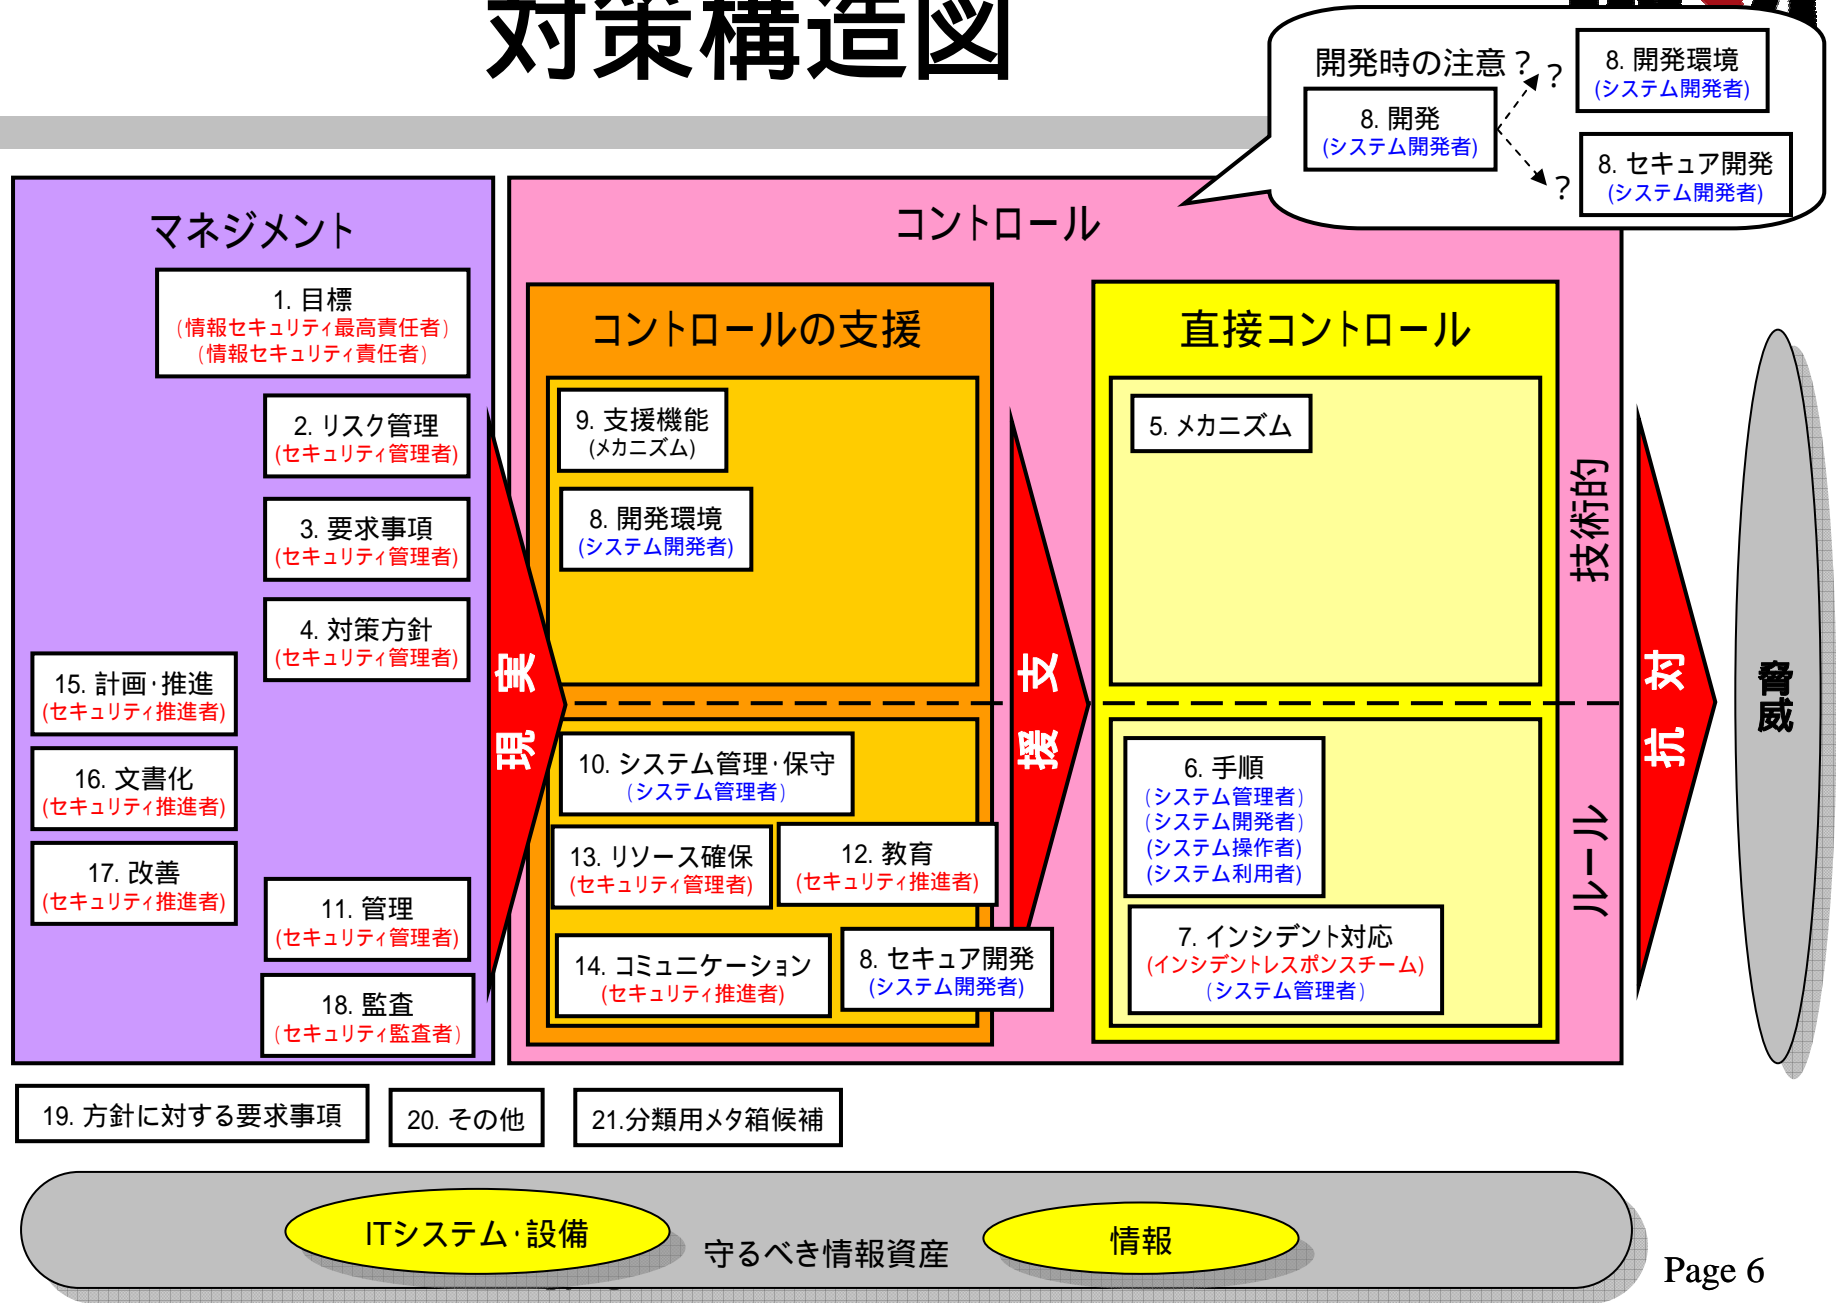 対策構造図
開発時の注意？
8. 開発
(システム開発者)
？
8. 開発環境
(システム開発者)
？
8. セキュア開発
(システム開発者)
マネジメント
1. 目標
(情報セキュリティ最高責任者)
(情報セキュリティ責任者)
2. リスク管理
(セキュリティ管理者)
3. 要求事項
(セキュリティ管理者)
4. 対策方針
(セキュリティ管理者)
15. 計画・推進
(セキュリティ推進者)
16. 文書化
(セキュリティ推進者)
17. 改善
(セキュリティ推進者)
11. 管理
(セキュリティ管理者)
18. 監査
(セキュリティ監査者)
実現
コントロール
コントロールの支援
9. 支援機能
(メカニズム)
8. 開発環境
(システム開発者)
10. システム管理・保守
(システム管理者)
13. リソース確保
(セキュリティ管理者)
12. 教育
(セキュリティ推進者)
14. コミュニケーション
(セキュリティ推進者)
8. セキュア開発
(システム開発者)
支援
直接コントロール
5. メカニズム
6. 手順
(システム管理者)
(システム開発者)
(システム操作者)
(システム利用者)
7. インシデント対応
(インシデントレスポンスチーム)
(システム管理者)
技術的
ルール
対抗
脅威
19. 方針に対する要求事項
20. その他
21.分類用メタ箱候補
ITシステム・設備
守るべき情報資産
情報
Page 6